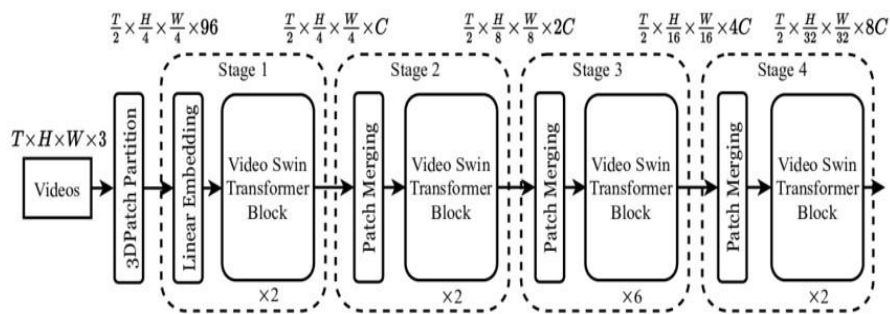 T/2×H/4×W/4×96
T/2×H/4×W/4×C
T/2×H/8×W/8×2C
T/2×H/16×W/16×4C
T/2×H/32×W/32×8C
Stage 1
Stage 2
Stage 3
Stage 4
T×H×W×3
Videos
3DPatch Partition
Linear Embedding
Video Swin
Transformer
Block
×2
Patch Merging
Video Swin
Transformer
Block
×2
Patch Merging
Video Swin
Transformer
Block
×6
Patch Merging
Video Swin
Transformer
Block
×2